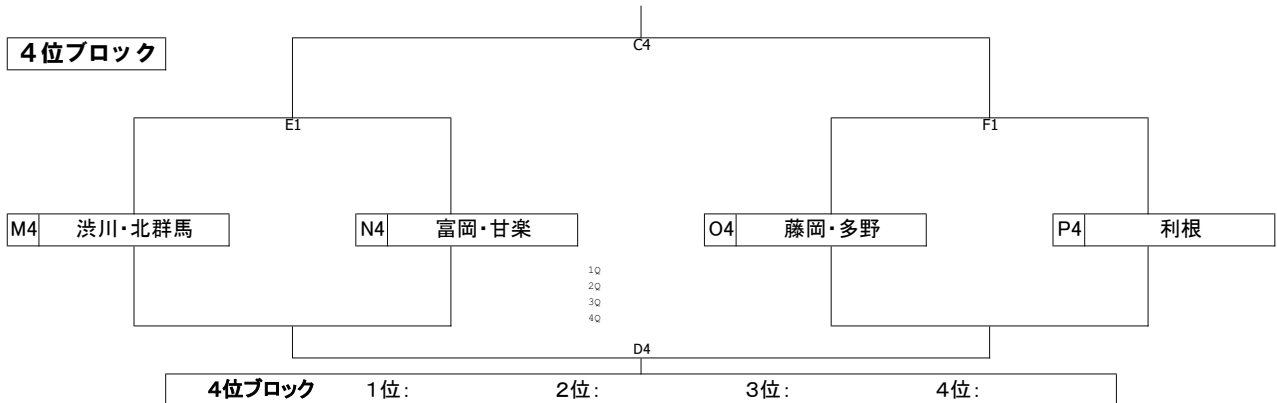 C4
４位ブロック
E1 F1
M4 渋川・北群馬 N4 富岡・甘楽 O4 藤岡・多野 P4 利根
1Q
2Q
3Q
4Q
D4
４位ブロック １位： ２位： ３位： ４位：